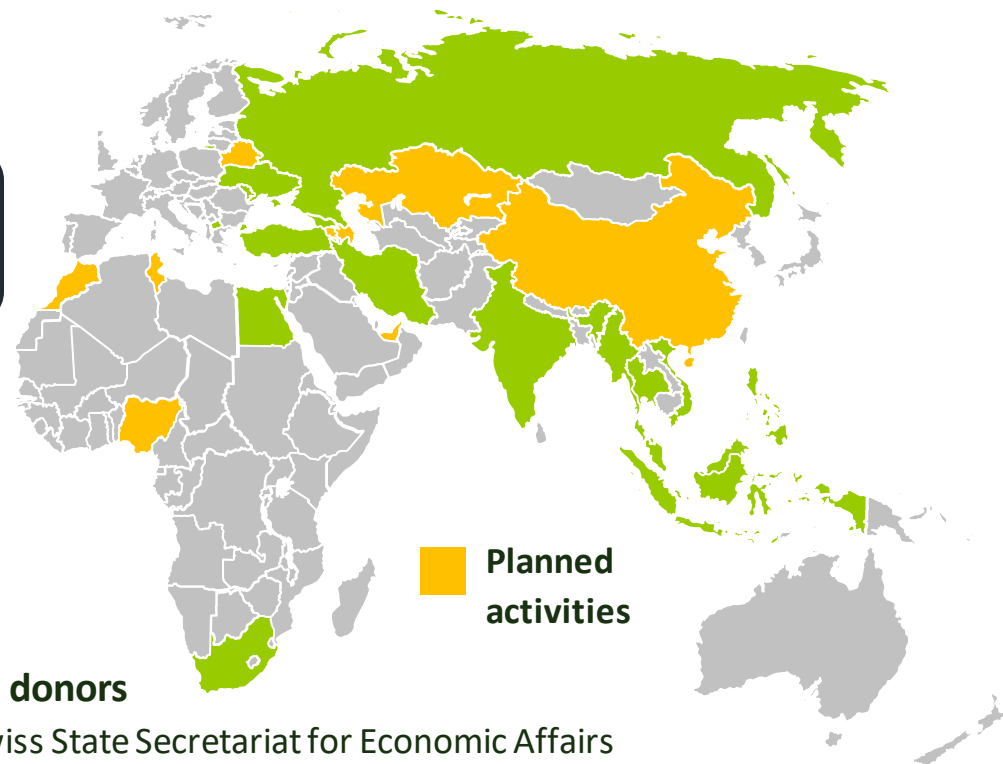 Planned
activities
donors
viss State Secretariat for Economic Affairs